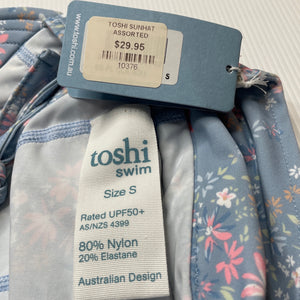 www.toshi.com.au
TOSHI SUNHAT
ASSORTED
$29.95
10376
S
toshi
swim
Size S
Rated UPF50+
AS/NZS 4399
80% Nylon
20% Elastane
Australian Design